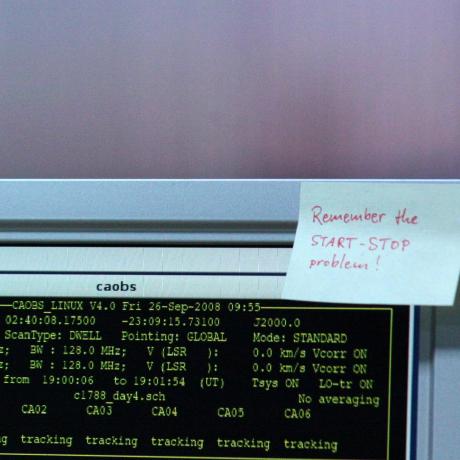 Remember the
START-STOP
problem!
caobs
CAOBS_LINUX V4.0 Fri 26-Sep-2008 09:55
02:40:08.17500 -23:09:15.73100 J2000.0
ScanType: DWELL Pointing: GLOBAL Mode: STANDARD
z; BW : 128.0 MHz; V (LSR ): 0.0 km/s Vcorr ON
z; BW : 128.0 MHz; V (LSR ): 0.0 km/s Vcorr ON
from 19:00:06 to 19:01:54 (UT) Tsys ON LO-tr ON
c1788_day4.sch No averaging
CA02 CA03 CA04 CA05 CA06
g tracking tracking tracking tracking tracking